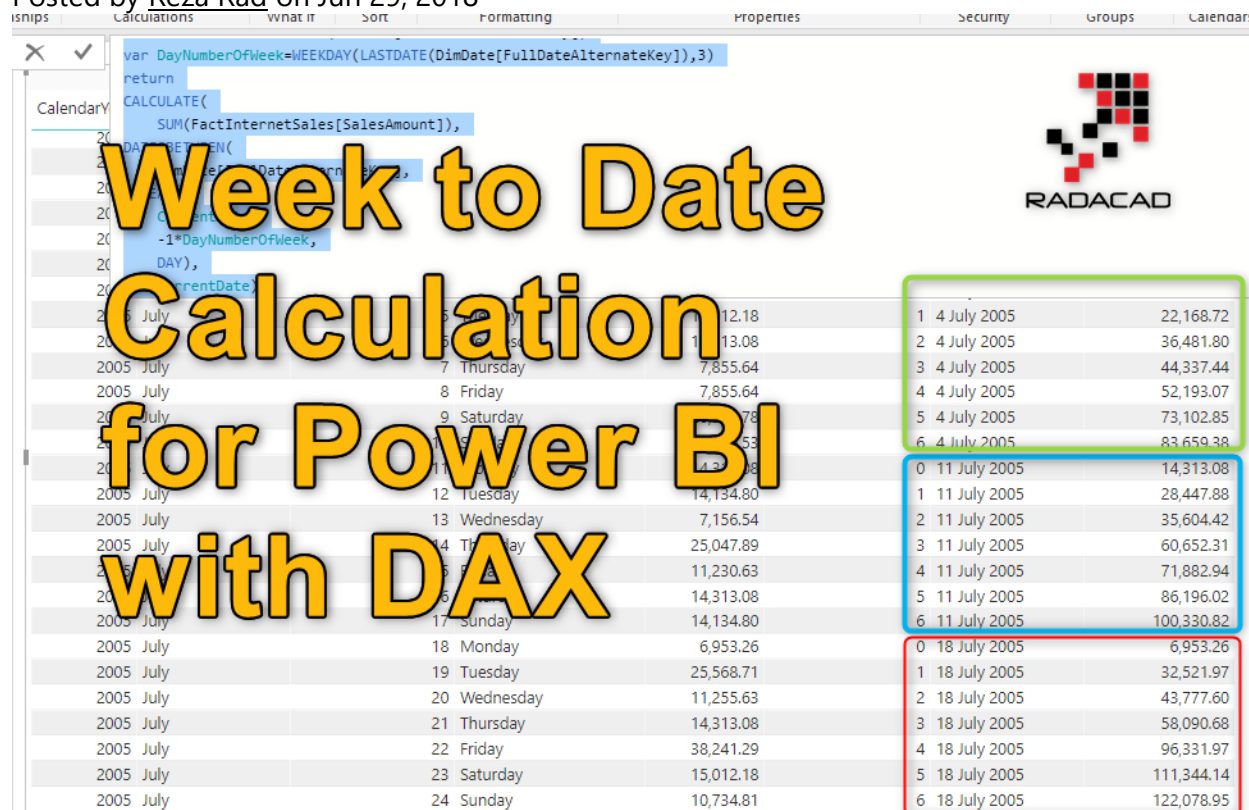 Posted by Reza Rad on Jun 29, 2018
Calculations What If Sort Formatting Properties Security Groups Calendars
var DayNumberOfWeek=WEEKDAY(LASTDATE(DimDate[FullDateAlternateKey]),3)
return
CALCULATE(
SUM(FactInternetSales[SalesAmount]),
-1*DayNumberOfWeek,
DAY),
RADACAD
Week to Date
Calculation
for Power BI
with DAX
July 1 4 July 2005 22,168.72
2 4 July 2005 36,481.80
2005 July 7 Thursday 7,855.64 3 4 July 2005 44,337.44
2005 July 8 Friday 7,855.64 4 4 July 2005 52,193.07
July 9 Saturday 5 4 July 2005 73,102.85
6 4 July 2005 83,659.38
0 11 July 2005 14,313.08
2005 July 12 Tuesday 14,134.80 1 11 July 2005 28,447.88
2005 July 13 Wednesday 7,156.54 2 11 July 2005 35,604.42
2005 July 14 25,047.89 3 11 July 2005 60,652.31
11,230.63 4 11 July 2005 71,882.94
14,313.08 5 11 July 2005 86,196.02
2005 July 17 Sunday 14,134.80 6 11 July 2005 100,330.82
2005 July 18 Monday 6,953.26 0 18 July 2005 6,953.26
2005 July 19 Tuesday 25,568.71 1 18 July 2005 32,521.97
2005 July 20 Wednesday 11,255.63 2 18 July 2005 43,777.60
2005 July 21 Thursday 14,313.08 3 18 July 2005 58,090.68
2005 July 22 Friday 38,241.29 4 18 July 2005 96,331.97
2005 July 23 Saturday 15,012.18 5 18 July 2005 111,344.14
2005 July 24 Sunday 10,734.81 6 18 July 2005 122,078.95